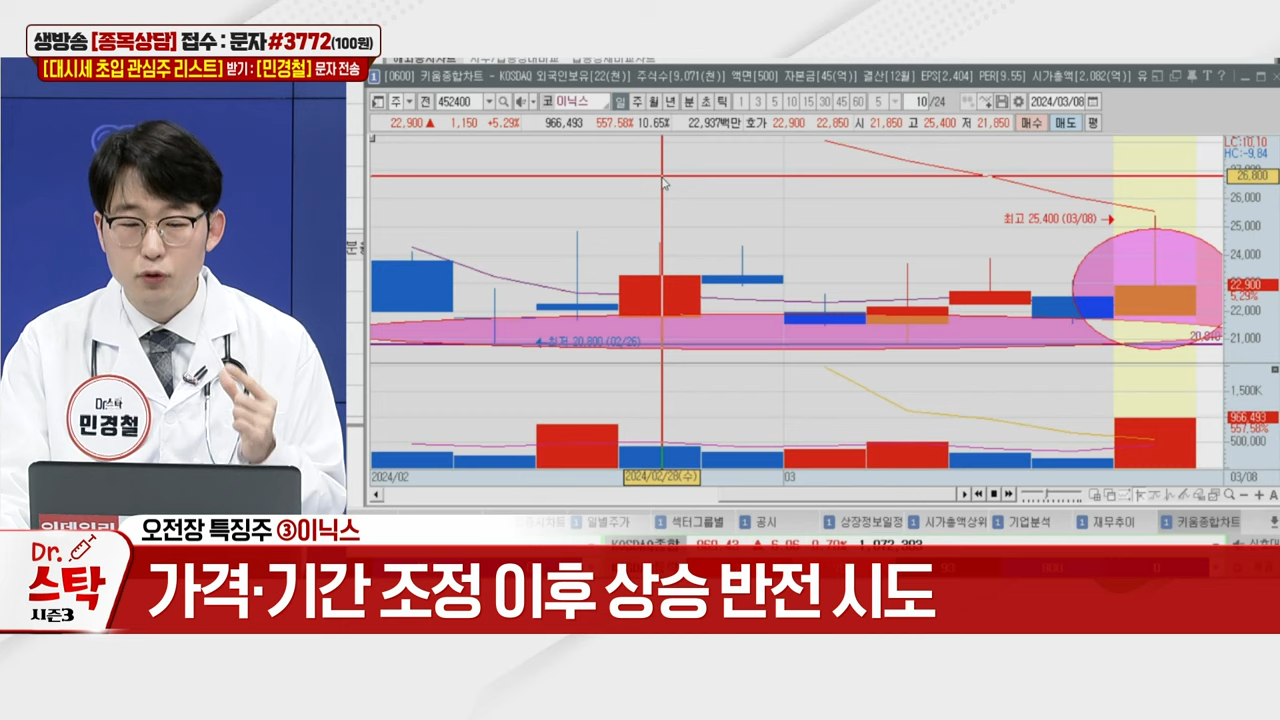 생방송 [종목상담] 접수 : 문자#3772(100원)
[대시세 초입 관심주 리스트] 받기 : [민경철] 문자 전송
[0600] 키움종합차트 - KOSDAQ 외국인보유[22(천)] 주식수[9,071(천)] 액면[500] 자본금[45(억)] 결산[12월] EPS[2,404] PER[9.55] 시가총액[2,082(억)] 유
주 전 452400 코 이닉스 일 주 월 년 분 초 틱 1 3 5 10 15 30 45 60 5 10 /24 2024/03/08
22,900 ▲ 1,150 +5.29% 966,493 557.58% 10.65% 22,937백만 호가 22,900 22,850 시 21,850 고 25,400 저 21,850 매수 매도 평
LC:10,10
HC:-9,84
26,800
26,000
최고 25,400 (03/08)
25,000
24,000
22,900
5.29%
22,000
20,810
21,000
최저 20,800 (02/26)
1,500K
966,493
557.58%
500,000
2024/02
2024/02/28(수)
03
03/08
Dr.스탁
민경철
이데일리
일별주가 섹터그룹별 공시 상장정보일정 시가총액상위 기업분석 재무추이 키움종합차트
오전장 특징주 ③이닉스
Dr.
스탁
시즌3
가격·기간 조정 이후 상승 반전 시도